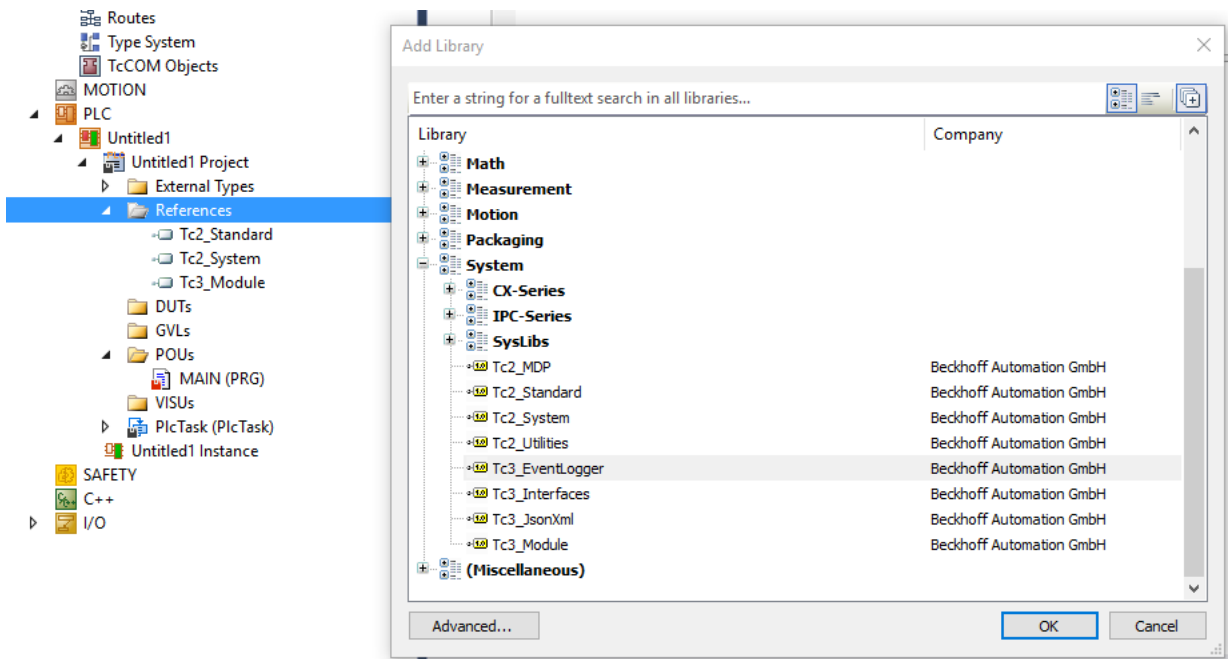 Routes
Type System
TcCOM Objects
MOTION
PLC
Untitled1
Untitled1 Project
External Types
References
Tc2_Standard
Tc2_System
Tc3_Module
DUTs
GVLs
POUs
MAIN (PRG)
VISUs
PlcTask (PlcTask)
Untitled1 Instance
SAFETY
C++
I/O
Add Library
Enter a string for a fulltext search in all libraries...
Library Company
Math
Measurement
Motion
Packaging
System
CX-Series
IPC-Series
SysLibs
Tc2_MDP Beckhoff Automation GmbH
Tc2_Standard Beckhoff Automation GmbH
Tc2_System Beckhoff Automation GmbH
Tc2_Utilities Beckhoff Automation GmbH
Tc3_EventLogger Beckhoff Automation GmbH
Tc3_Interfaces Beckhoff Automation GmbH
Tc3_JsonXml Beckhoff Automation GmbH
Tc3_Module Beckhoff Automation GmbH
(Miscellaneous)
Advanced... OK Cancel